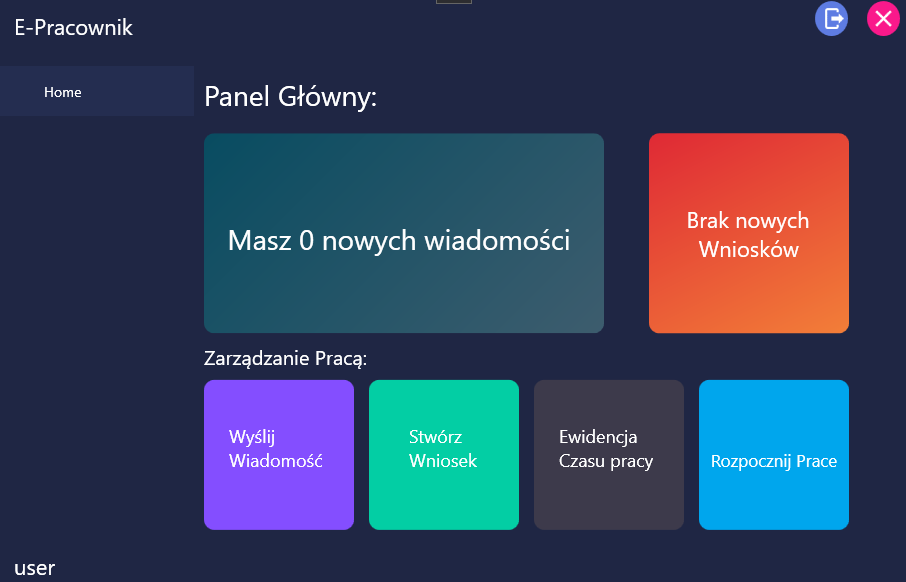 E-Pracownik
Home
Panel Główny:
Masz 0 nowych wiadomości
Brak nowych
Wniosków
Zarządzanie Pracą:
Wyślij
Wiadomość
Stwórz
Wniosek
Ewidencja
Czasu pracy
Rozpocznij Prace
user